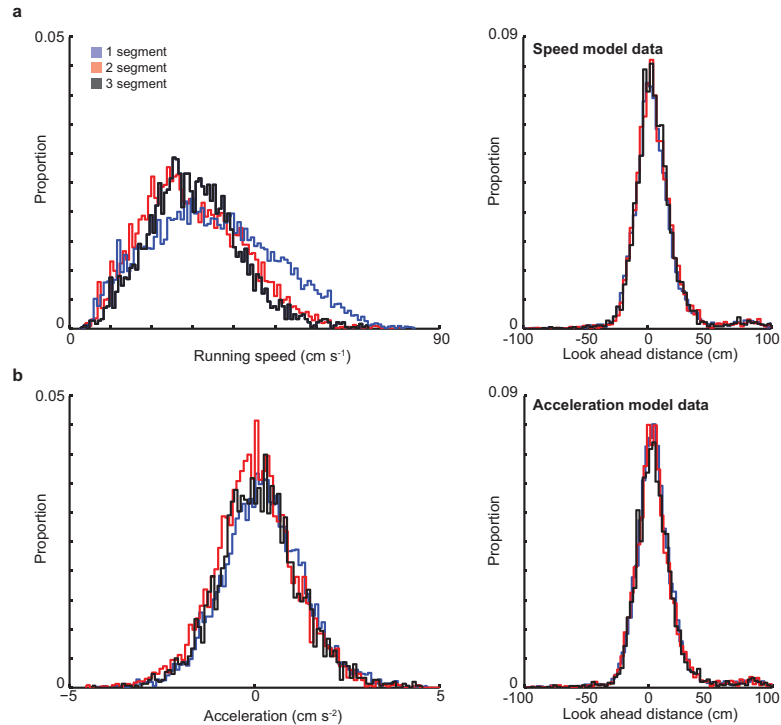 a
0.05
Proportion
0
1 segment
2 segment
3 segment
0
90
Running speed (cm s⁻¹)
0.09
Speed model data
Proportion
0
-100
-50
0
50
100
Look ahead distance (cm)
b
0.05
Proportion
0
−5
0
5
Acceleration (cm s⁻²)
0.09
Acceleration model data
Proportion
0
-100
-50
0
50
100
Look ahead distance (cm)